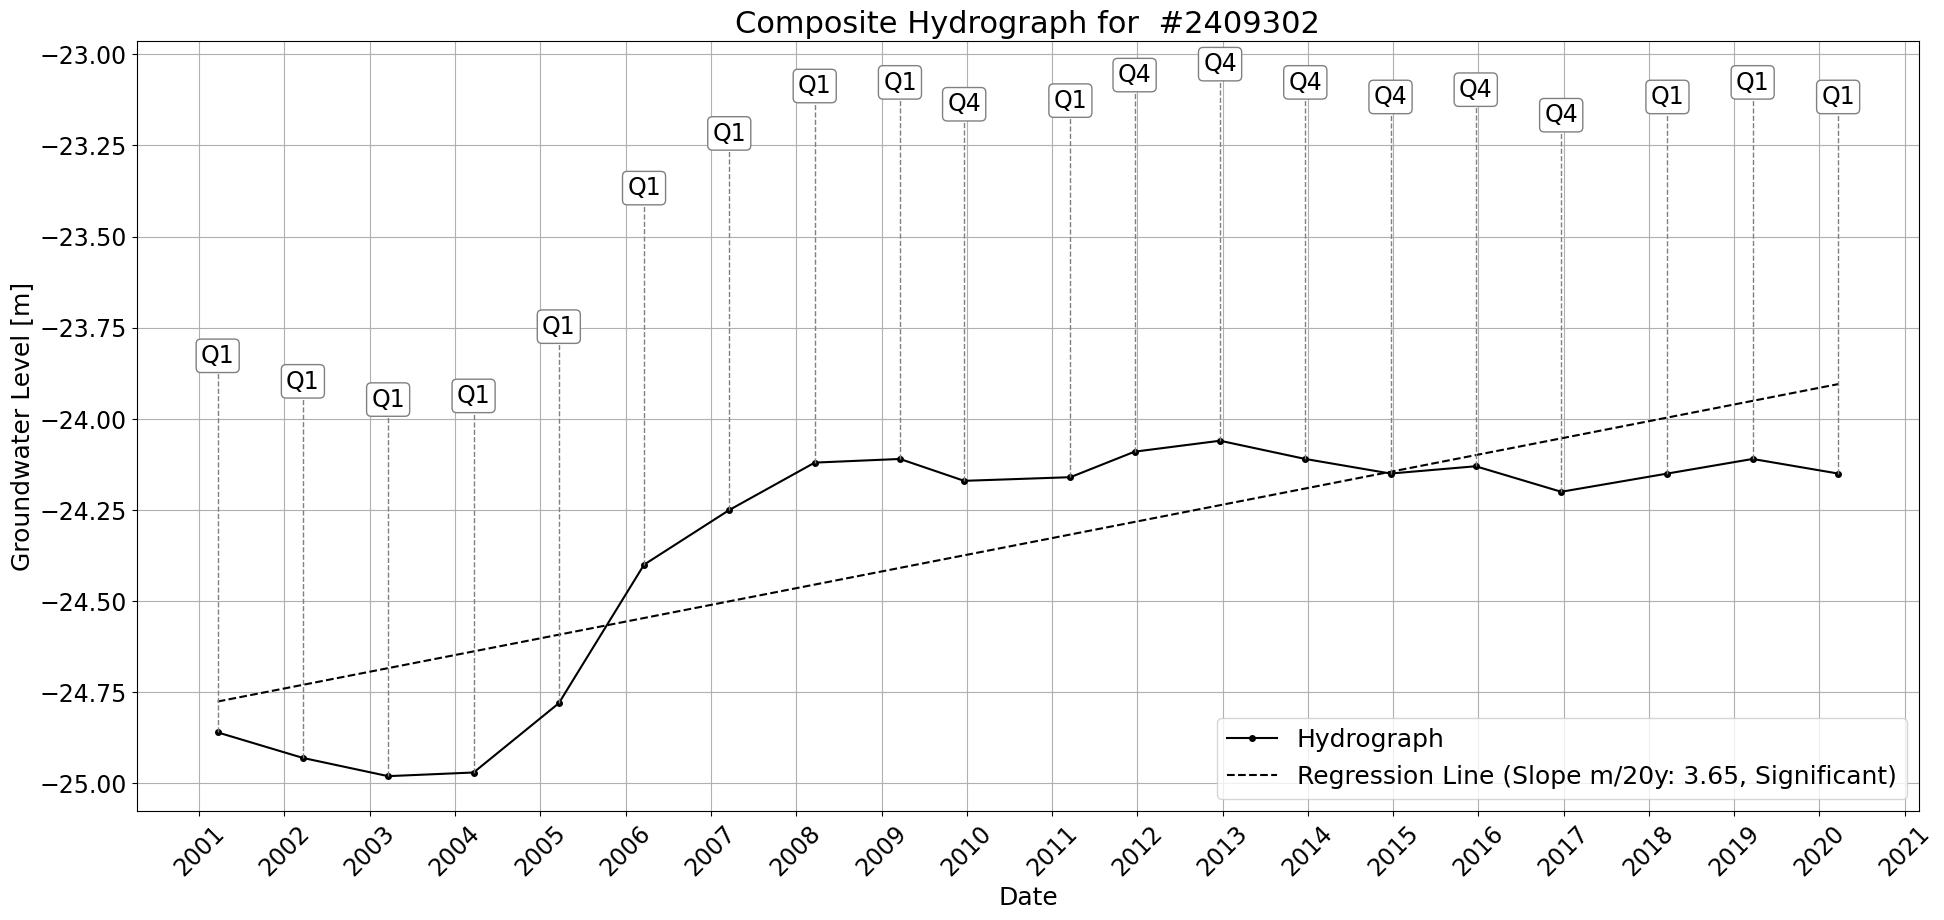 Composite Hydrograph for  #2409302
Groundwater Level [m]
−23.00
−23.25
−23.50
−23.75
−24.00
−24.25
−24.50
−24.75
−25.00
Q1
Q1
Q1
Q1
Q1
Q1
Q1
Q1
Q1
Q4
Q1
Q4
Q4
Q4
Q4
Q4
Q4
Q1
Q1
Q1
Hydrograph
Regression Line (Slope m/20y: 3.65, Significant)
2001
2002
2003
2004
2005
2006
2007
2008
2009
2010
2011
2012
2013
2014
2015
2016
2017
2018
2019
2020
2021
Date